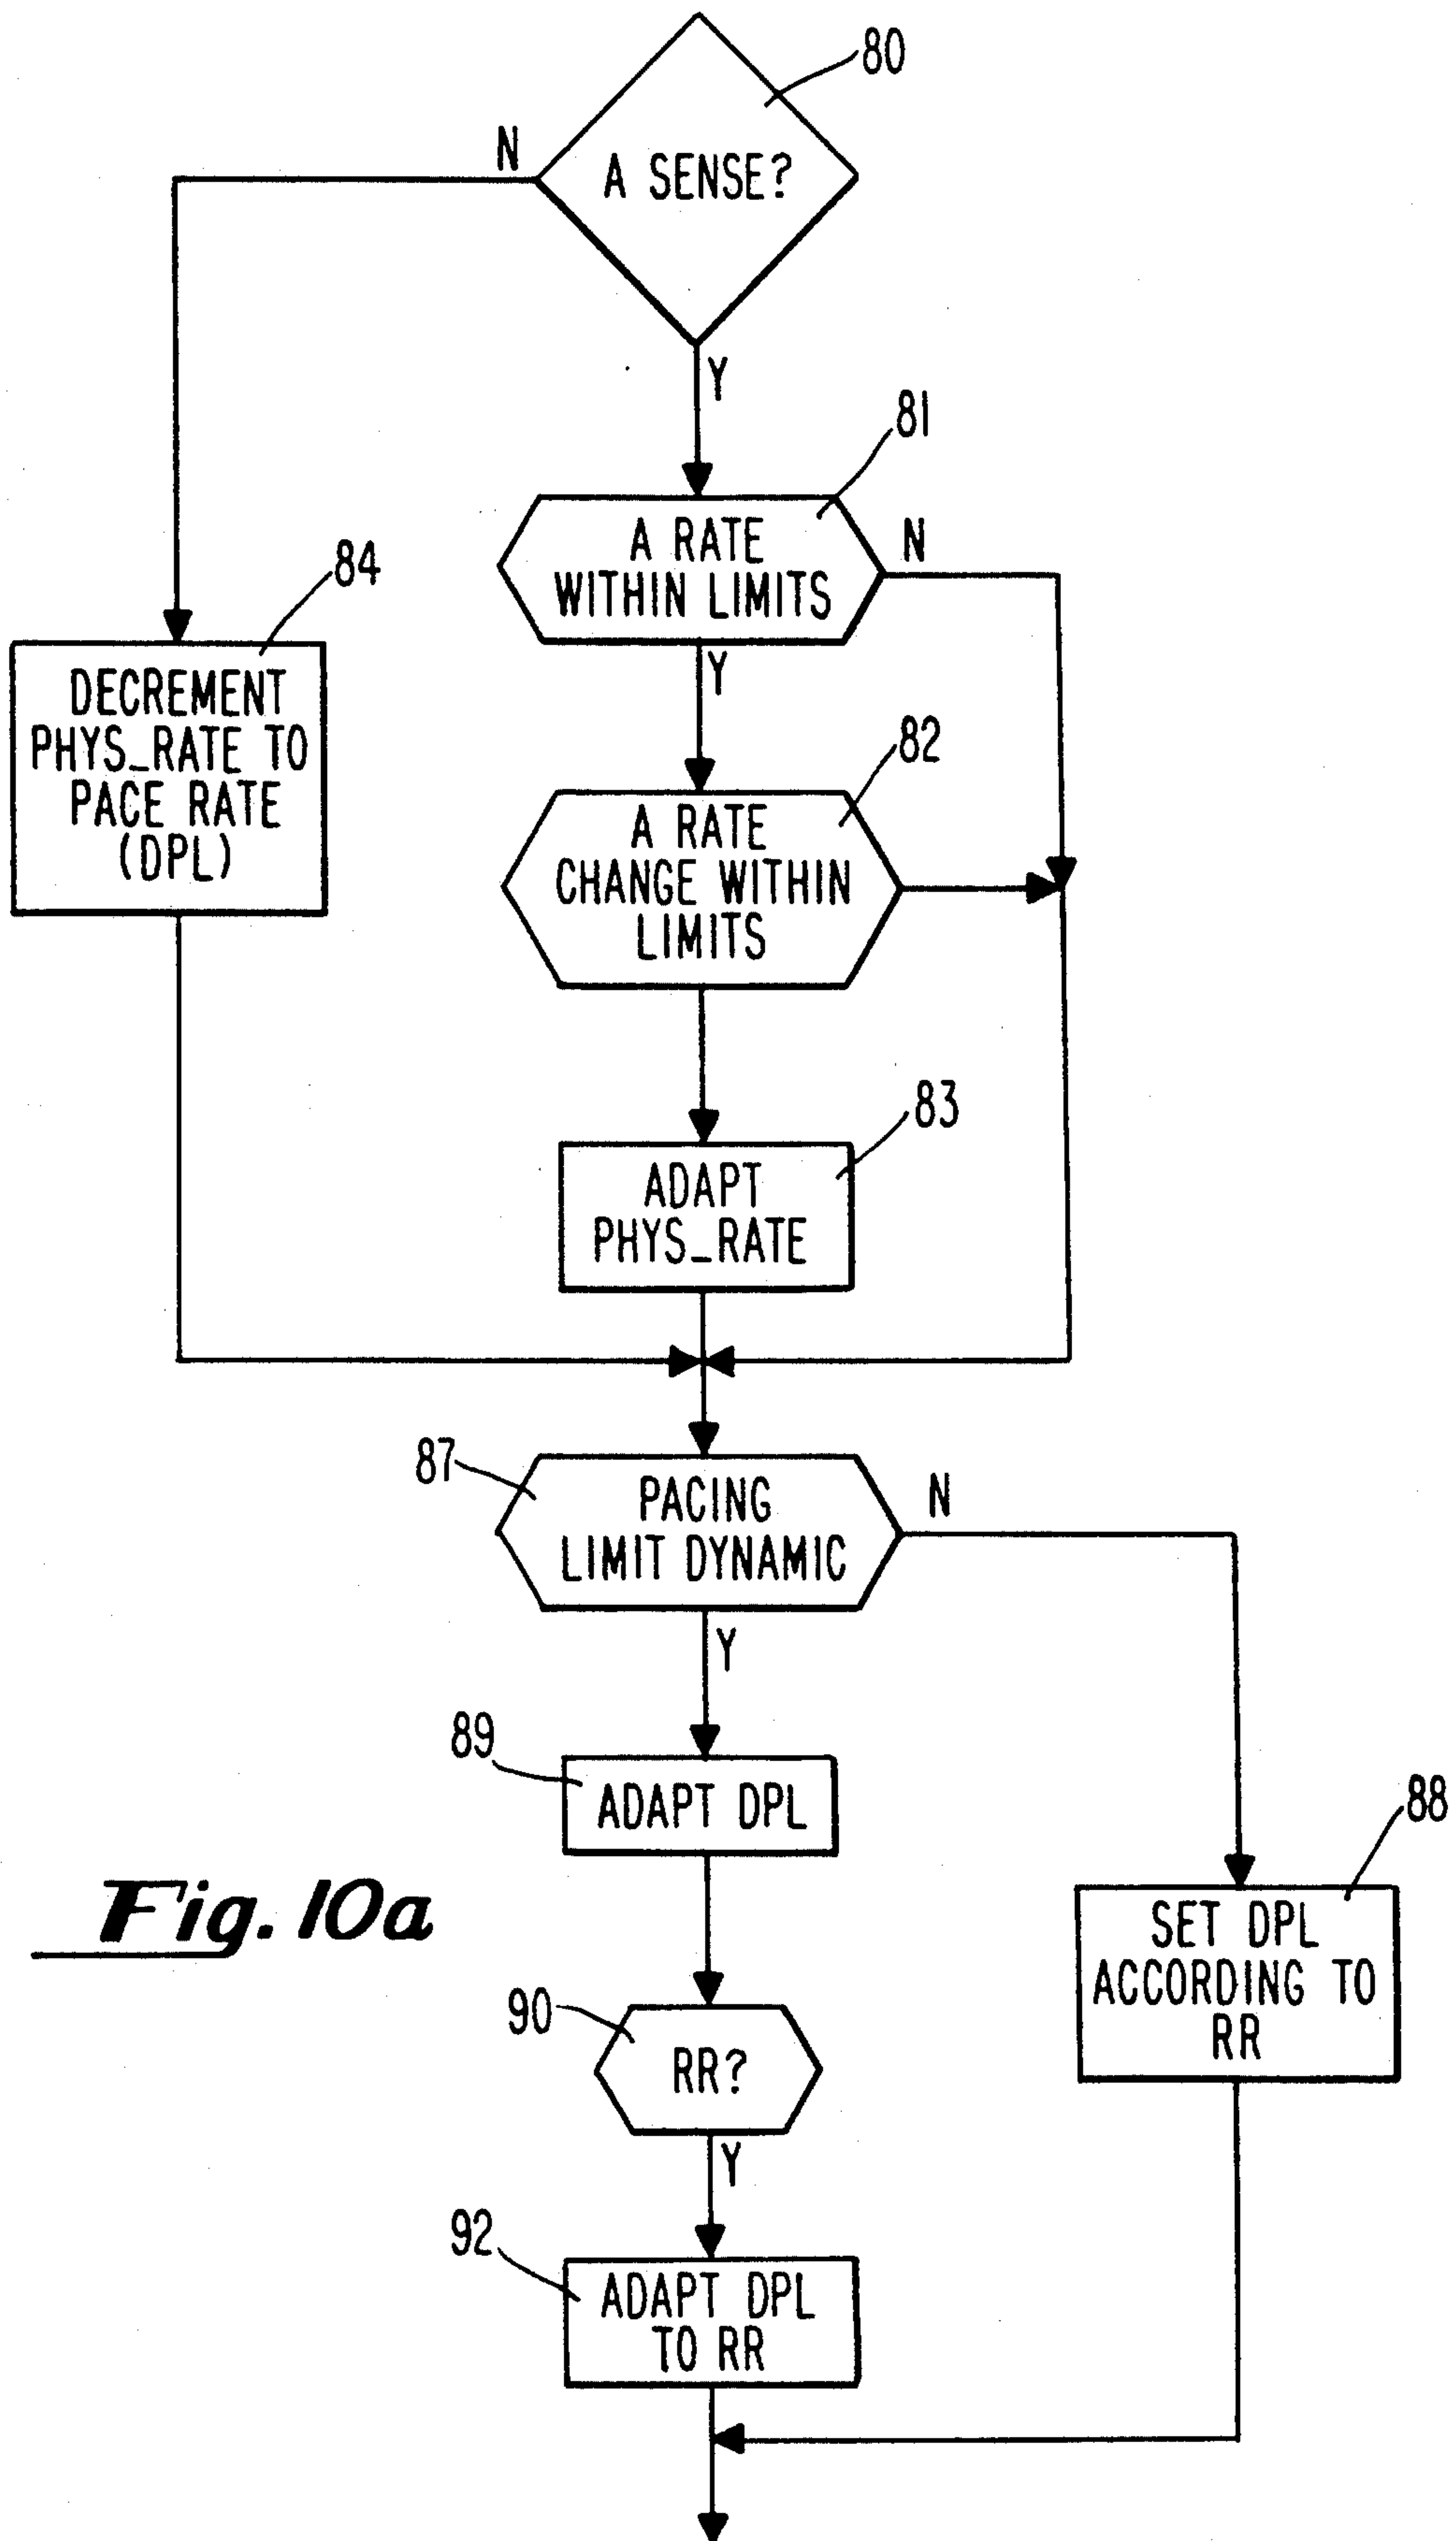 80
N
A SENSE?
Y
81
A RATE
WITHIN LIMITS
N
84
Y
DECREMENT
PHYS_RATE TO
PACE RATE
(DPL)
82
A RATE
CHANGE WITHIN
LIMITS
83
ADAPT
PHYS_RATE
87
PACING
LIMIT DYNAMIC
N
Y
89
ADAPT DPL
88
SET DPL
ACCORDING TO
RR
Fig. 10a
90
RR?
Y
92
ADAPT DPL
TO RR